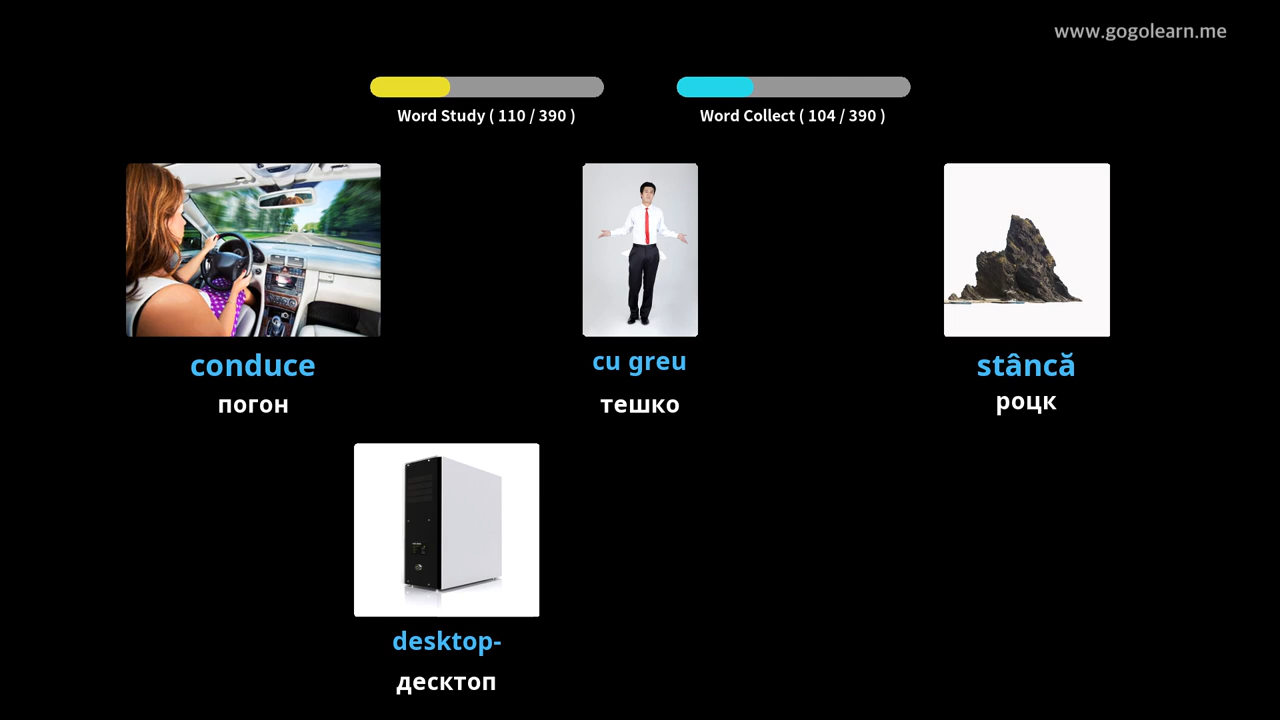 www.gogolearn.me
Word Study ( 110 / 390 )
Word Collect ( 104 / 390 )
conduce
погон
cu greu
тешко
stâncă
роцк
desktop-
десктоп